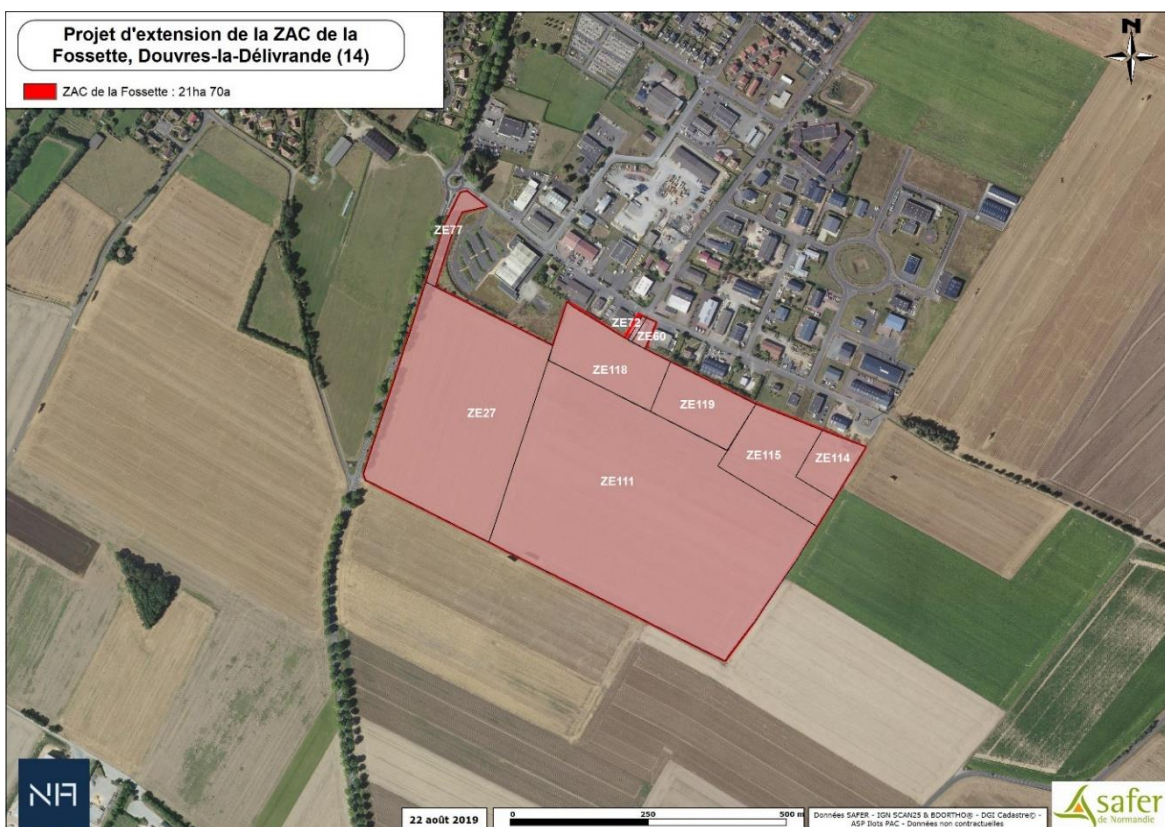 Projet d'extension de la ZAC de la
Fossette, Douvres-la-Délivrande (14)
ZAC de la Fossette : 21ha 70a
N
ZE77
ZE72
ZE60
ZE118
ZE119
ZE27
ZE115
ZE114
ZE111
NA
22 août 2019
0 250 500 m
Données SAFER - IGN SCAN25 & BDORTHO® - DGI Cadastre© -
ASP Ilots PAC - Données non contractuelles
safer
de Normandie